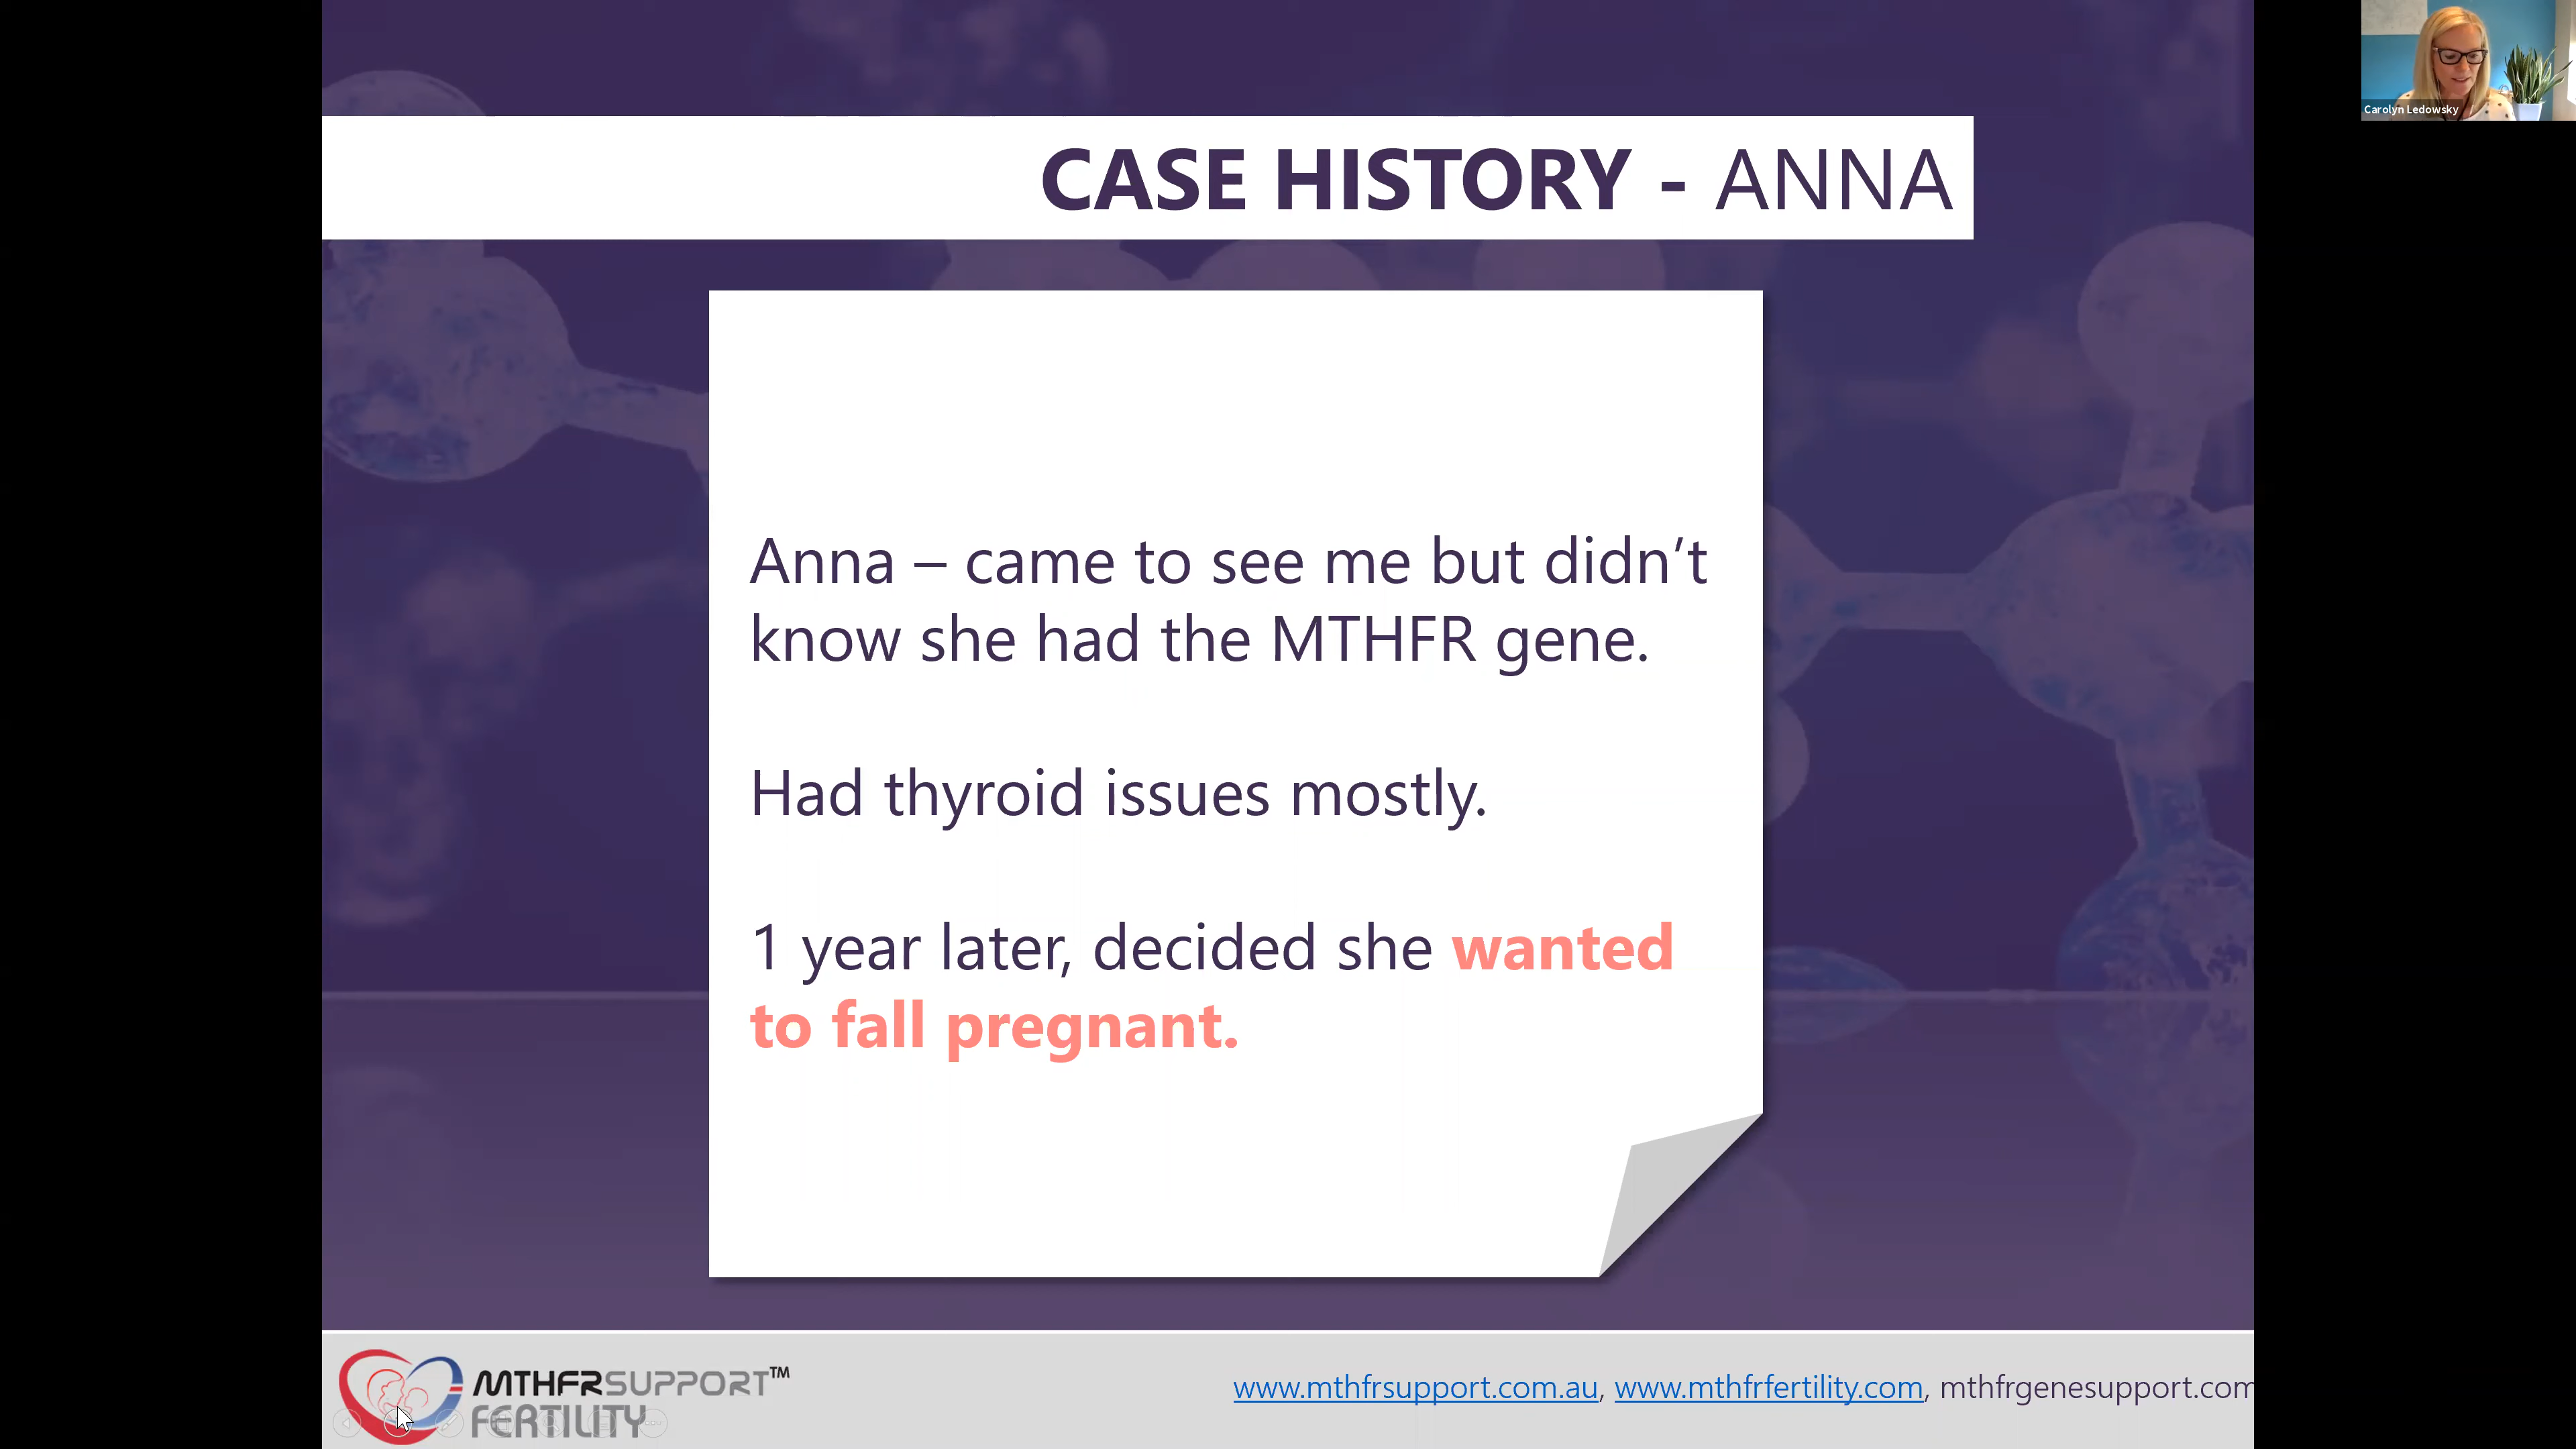 Carolyn Ledowsky
CASE HISTORY - ANNA
Anna – came to see me but didn’t
know she had the MTHFR gene.
Had thyroid issues mostly.
1 year later, decided she wanted
to fall pregnant.
MTHFRSUPPORT™
FERTILITY
www.mthfrsupport.com.au, www.mthfrfertility.com, mthfrgenesupport.com